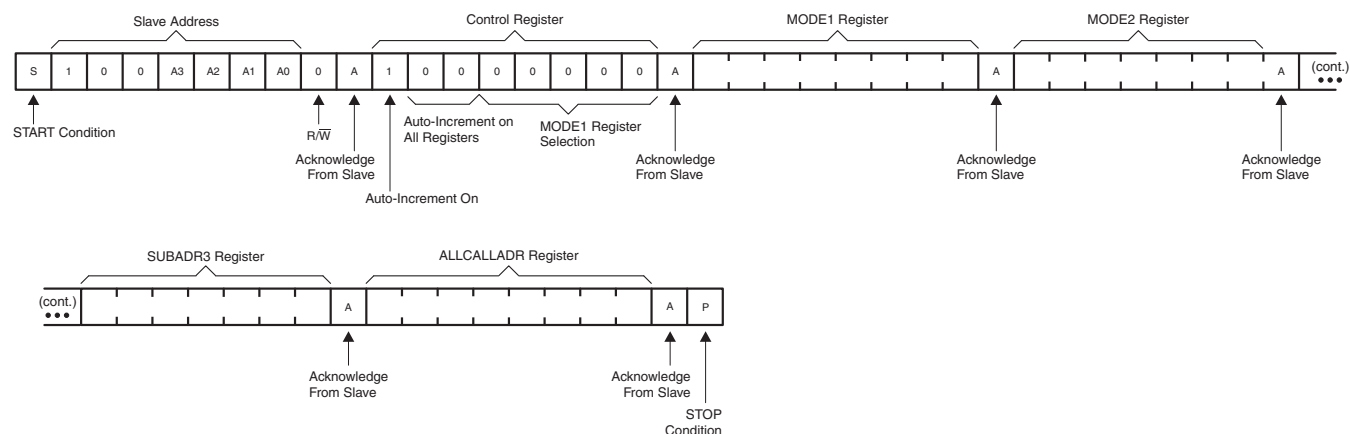 Slave Address Control Register MODE1 Register MODE2 Register
S 1 0 0 A3 A2 A1 A0 0 A 1 0 0 0 0 0 0 0 A A A (cont.)
START Condition
R/W̅
Acknowledge
From Slave
Auto-Increment On
Auto-Increment on
All Registers
MODE1 Register
Selection
Acknowledge
From Slave
Acknowledge
From Slave
Acknowledge
From Slave
SUBADR3 Register ALLCALLADR Register
(cont.) A A P
Acknowledge
From Slave
Acknowledge
From Slave
STOP
Condition